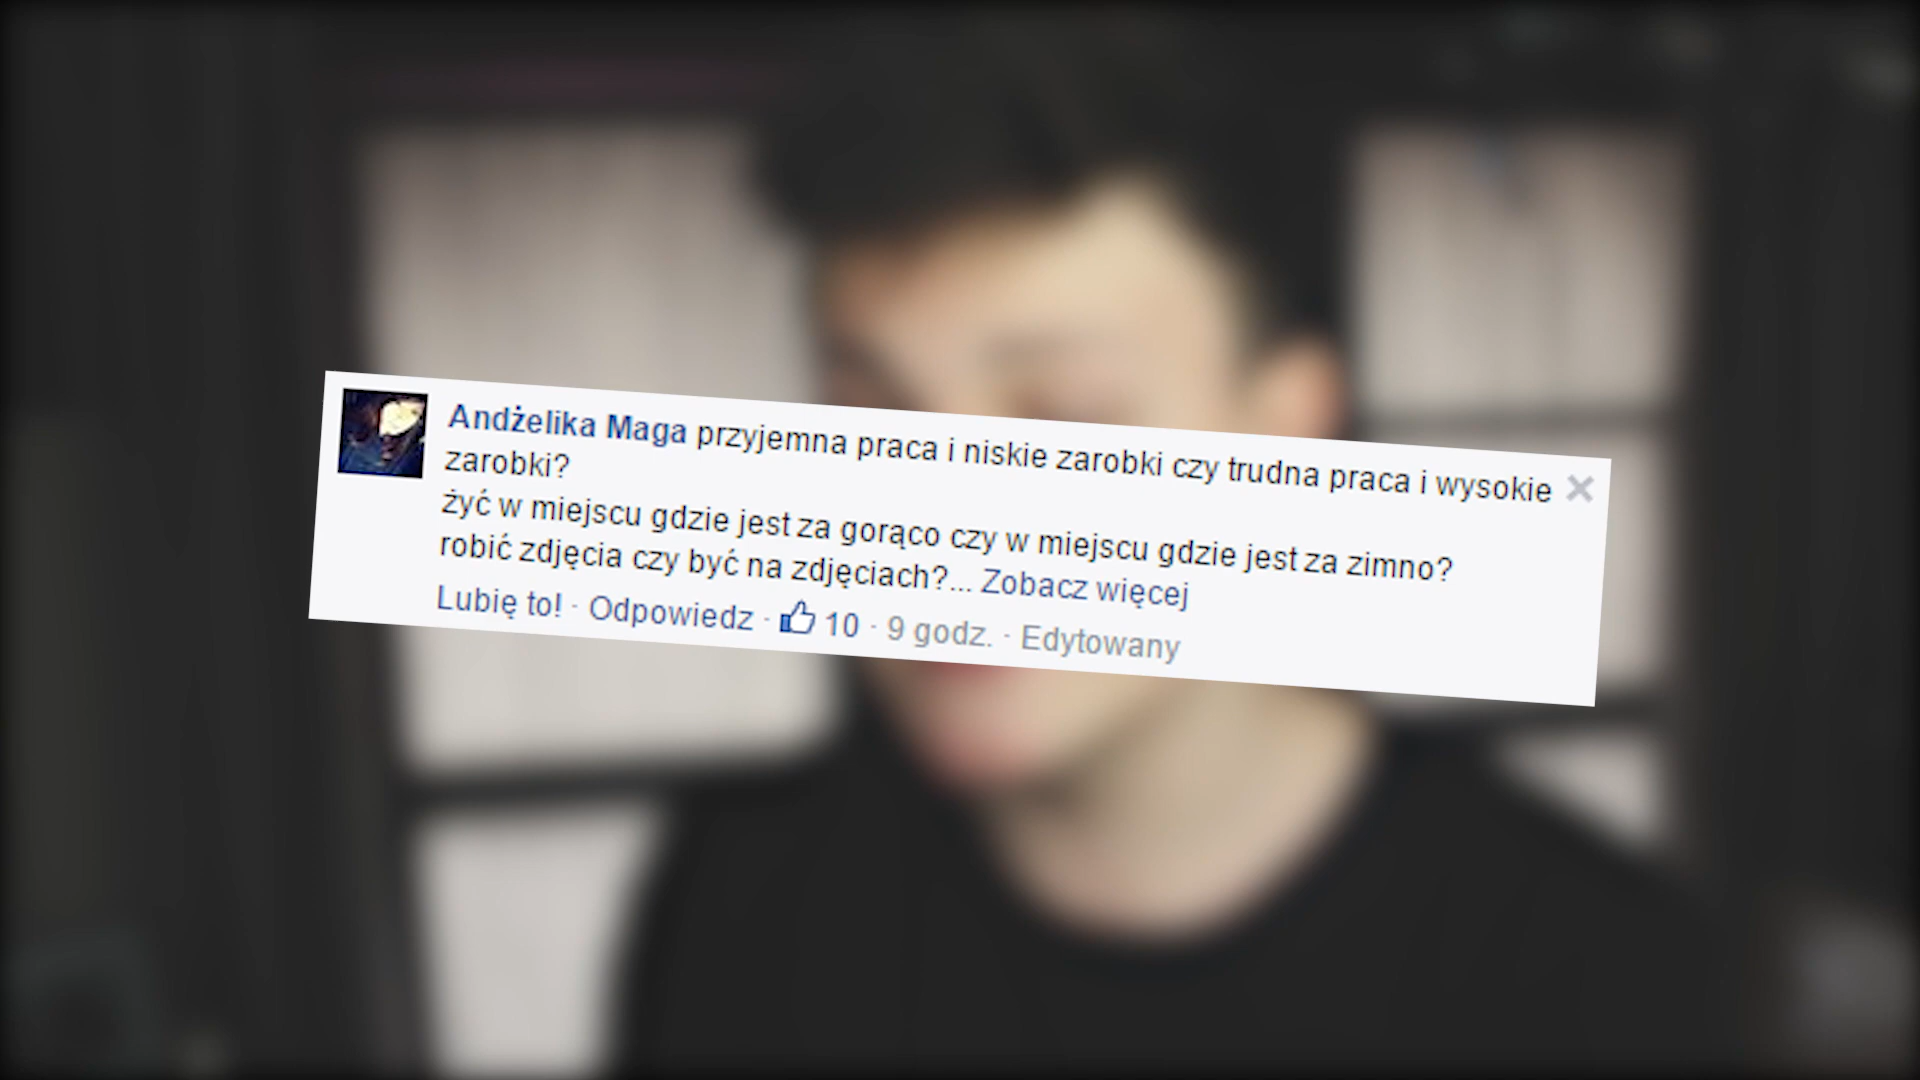 Andżelika Maga przyjemna praca i niskie zarobki czy trudna praca i wysokie
zarobki?
żyć w miejscu gdzie jest za gorąco czy w miejscu gdzie jest za zimno?
robić zdjęcia czy być na zdjęciach?... Zobacz więcej
Lubię to! · Odpowiedz · 10 · 9 godz. · Edytowany